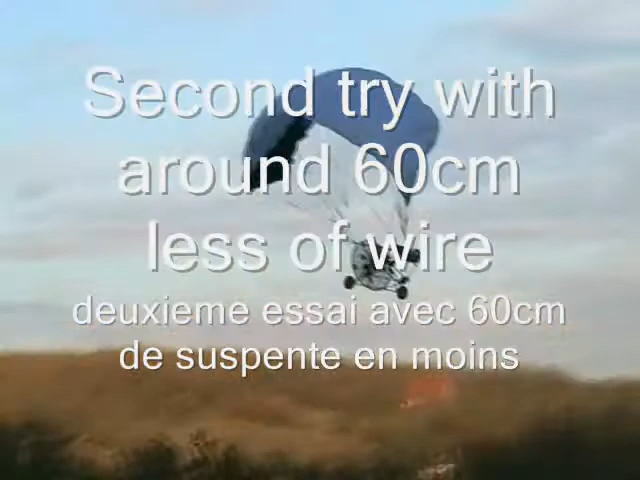 Second try with
around 60cm
less of wire
deuxieme essai avec 60cm
de suspente en moins